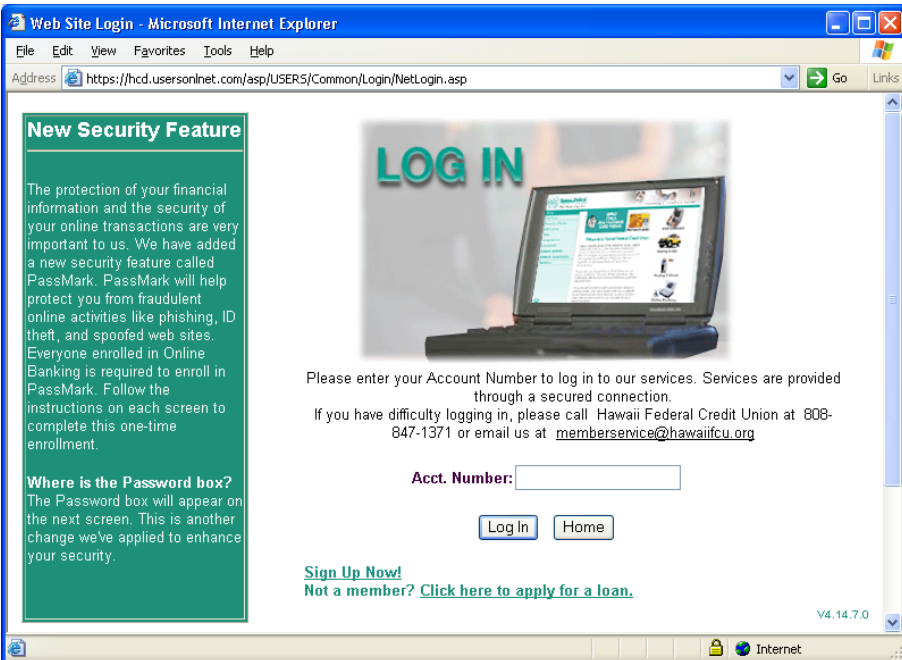 Web Site Login - Microsoft Internet Explorer
File Edit View Favorites Tools Help
Address https://hcd.usersonlnet.com/asp/USERS/Common/Login/NetLogin.asp Go Links
New Security Feature
The protection of your financial
information and the security of
your online transactions are very
important to us. We have added
a new security feature called
PassMark. PassMark will help
protect you from fraudulent
online activities like phishing, ID
theft, and spoofed web sites.
Everyone enrolled in Online
Banking is required to enroll in
PassMark. Follow the
instructions on each screen to
complete this one-time
enrollment.
Where is the Password box?
The Password box will appear on
the next screen. This is another
change we've applied to enhance
your security.
LOG IN
Please enter your Account Number to log in to our services. Services are provided
through a secured connection.
If you have difficulty logging in, please call Hawaii Federal Credit Union at 808-
847-1371 or email us at memberservice@hawaiifcu.org
Acct. Number:
Log In Home
Sign Up Now!
Not a member? Click here to apply for a loan.
V4.14.7.0
Internet